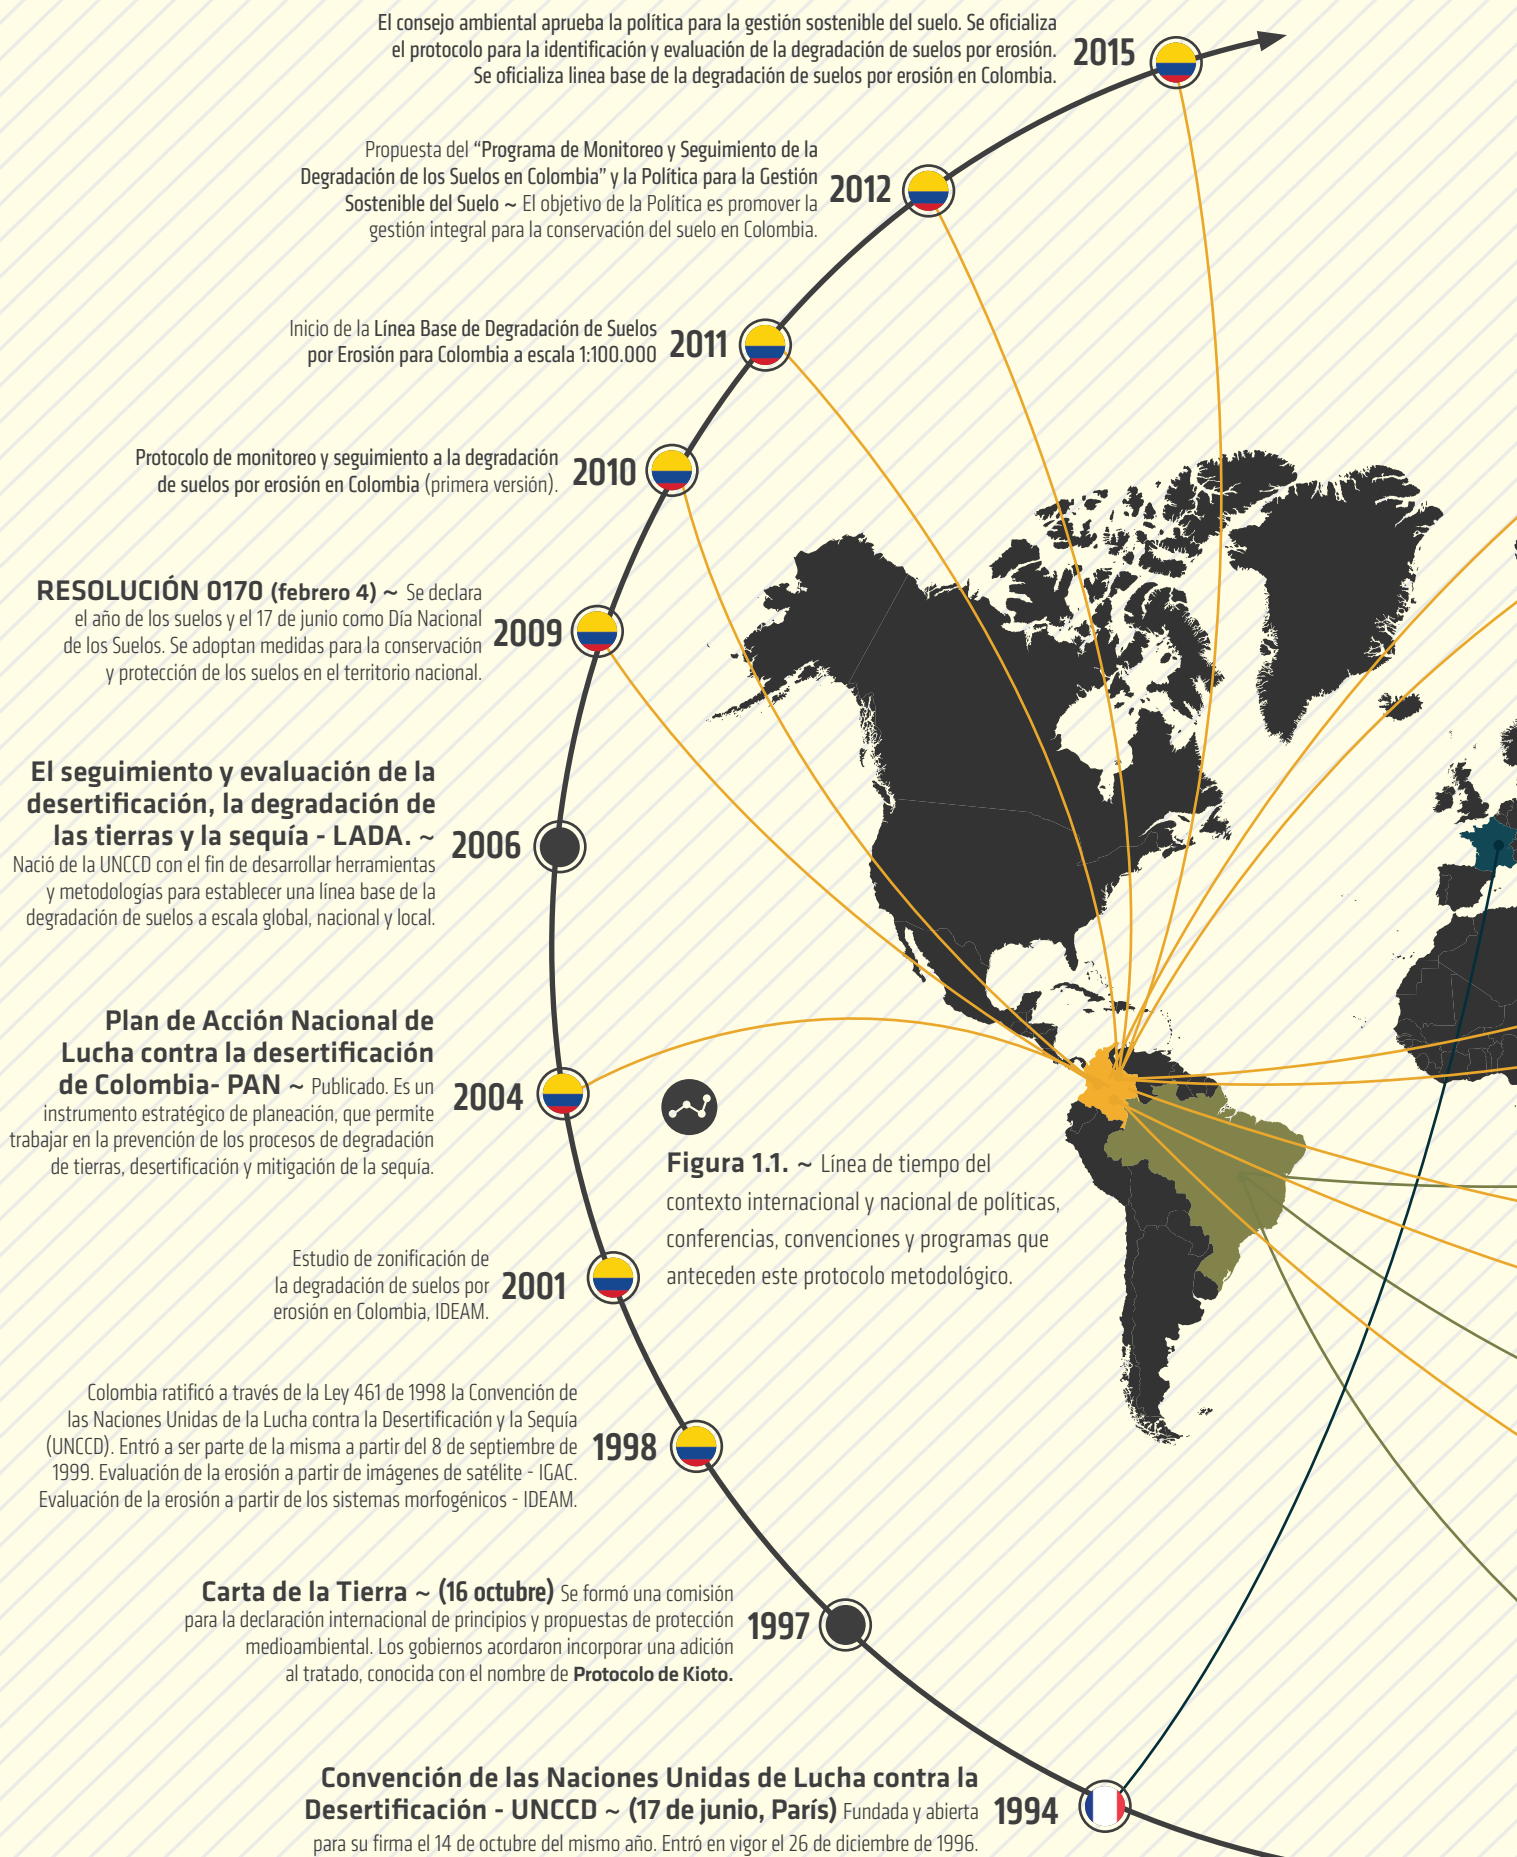 El consejo ambiental aprueba la política para la gestión sostenible del suelo. Se oficializa
el protocolo para la identificación y evaluación de la degradación de suelos por erosión.
Se oficializa linea base de la degradación de suelos por erosión en Colombia.
2015
Propuesta del “Programa de Monitoreo y Seguimiento de la
Degradación de los Suelos en Colombia” y la Política para la Gestión
Sostenible del Suelo ~ El objetivo de la Política es promover la
gestión integral para la conservación del suelo en Colombia.
2012
Inicio de la Línea Base de Degradación de Suelos
por Erosión para Colombia a escala 1:100.000
2011
Protocolo de monitoreo y seguimiento a la degradación
de suelos por erosión en Colombia (primera versión).
2010
RESOLUCIÓN 0170 (febrero 4) ~ Se declara
el año de los suelos y el 17 de junio como Día Nacional
de los Suelos. Se adoptan medidas para la conservación
y protección de los suelos en el territorio nacional.
2009
El seguimiento y evaluación de la
desertificación, la degradación de
las tierras y la sequía - LADA. ~
Nació de la UNCCD con el fin de desarrollar herramientas
y metodologías para establecer una línea base de la
degradación de suelos a escala global, nacional y local.
2006
Plan de Acción Nacional de
Lucha contra la desertificación
de Colombia- PAN ~ Publicado. Es un
instrumento estratégico de planeación, que permite
trabajar en la prevención de los procesos de degradación
de tierras, desertificación y mitigación de la sequía.
2004
Figura 1.1. ~ Línea de tiempo del
contexto internacional y nacional de políticas,
conferencias, convenciones y programas que
anteceden este protocolo metodológico.
Estudio de zonificación de
la degradación de suelos por
erosión en Colombia, IDEAM.
2001
Colombia ratificó a través de la Ley 461 de 1998 la Convención de
las Naciones Unidas de la Lucha contra la Desertificación y la Sequía
(UNCCD). Entró a ser parte de la misma a partir del 8 de septiembre de
1999. Evaluación de la erosión a partir de imágenes de satélite - IGAC.
Evaluación de la erosión a partir de los sistemas morfogénicos - IDEAM.
1998
Carta de la Tierra ~ (16 octubre) Se formó una comisión
para la declaración internacional de principios y propuestas de protección
medioambiental. Los gobiernos acordaron incorporar una adición
al tratado, conocida con el nombre de Protocolo de Kioto.
1997
Convención de las Naciones Unidas de Lucha contra la
Desertificación - UNCCD ~ (17 de junio, París) Fundada y abierta
para su firma el 14 de octubre del mismo año. Entró en vigor el 26 de diciembre de 1996.
1994